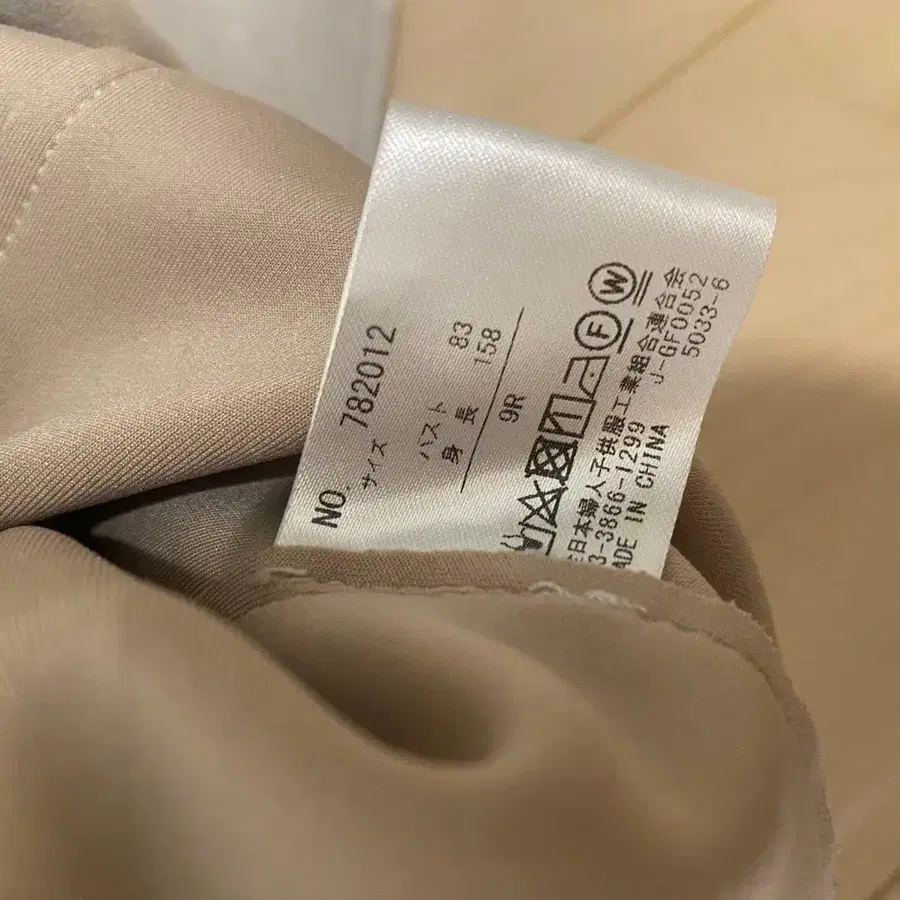 NO. 782012
サイズ
バスト 83
身長 158
9R
F W
日本婦人子供服工業組合連合会
3-3866-1299 J-GF0052
ADE IN CHINA 5033-6